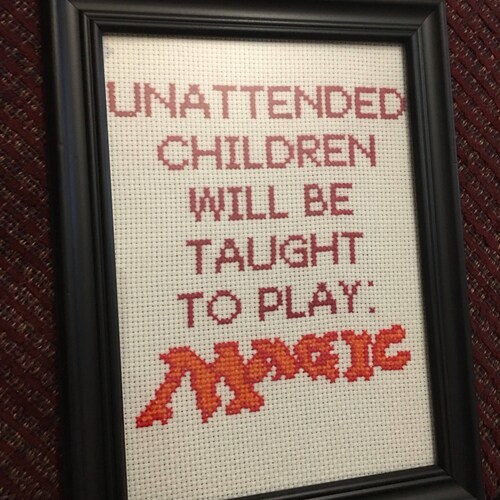 UNATTENDED
CHILDREN
WILL BE
TAUGHT
TO PLAY:
MAGIC